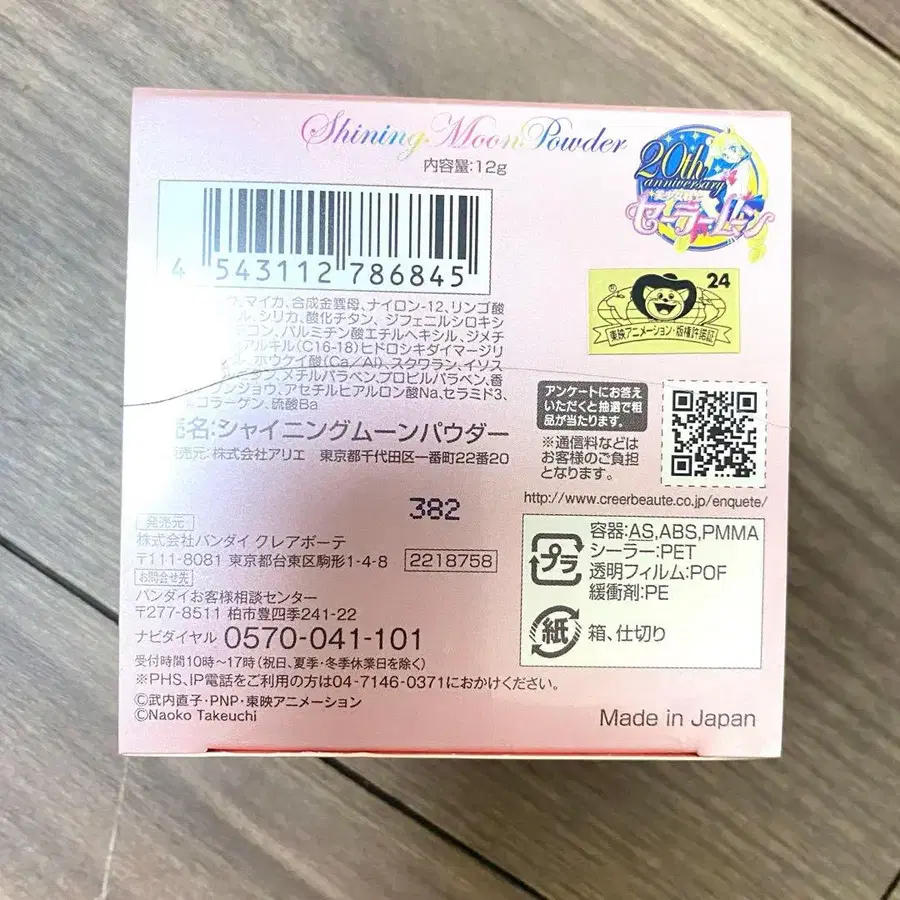 Shining Moon Powder
内容量:12g
20th
anniversary
セーラームーン
4 543112 786845
24
東映アニメーション・版権許諾証
マイカ、合成金雲母、ナイロン-12、リンゴ酸
シリカ、酸化チタン、ジフェニルシロキシ
コン、パルミチン酸エチルヘキシル、ジメチ
アルキル(C16-18)ヒドロシキダイマージリ
ホウケイ酸(Ca/Al)、スクワラン、イソス
メチルパラベン,プロピルパラベン、香
ンジョウ、アセチルヒアルロン酸Na,セラミド3、
コラーゲン、硫酸Ba
売名:シャイニングムーンパウダー
売元:株式会社アリエ 東京都千代田区一番町22番20
アンケートにお答え
いただくと抽選で粗
品が当たります。
※通信料などは
お客様のご負担
となります。
http://www.creerbeaute.co.jp/enquete/
382
発売元
株式会社バンダイ クレアボーテ
〒111-8081 東京都台東区駒形1-4-8 2218758
お問合せ先
バンダイお客様相談センター
〒277-8511 柏市豊四季241-22
ナビダイヤル 0570-041-101
受付時間10時~17時(祝日、夏季・冬季休業日を除く)
※PHS、IP電話をご利用の方は04-7146-0371におかけください。
©武内直子・PNP・東映アニメーション
©Naoko Takeuchi
プラ
容器:AS,ABS,PMMA
シーラー:PET
透明フィルム:POF
緩衝剤:PE
紙
箱、仕切り
Made in Japan